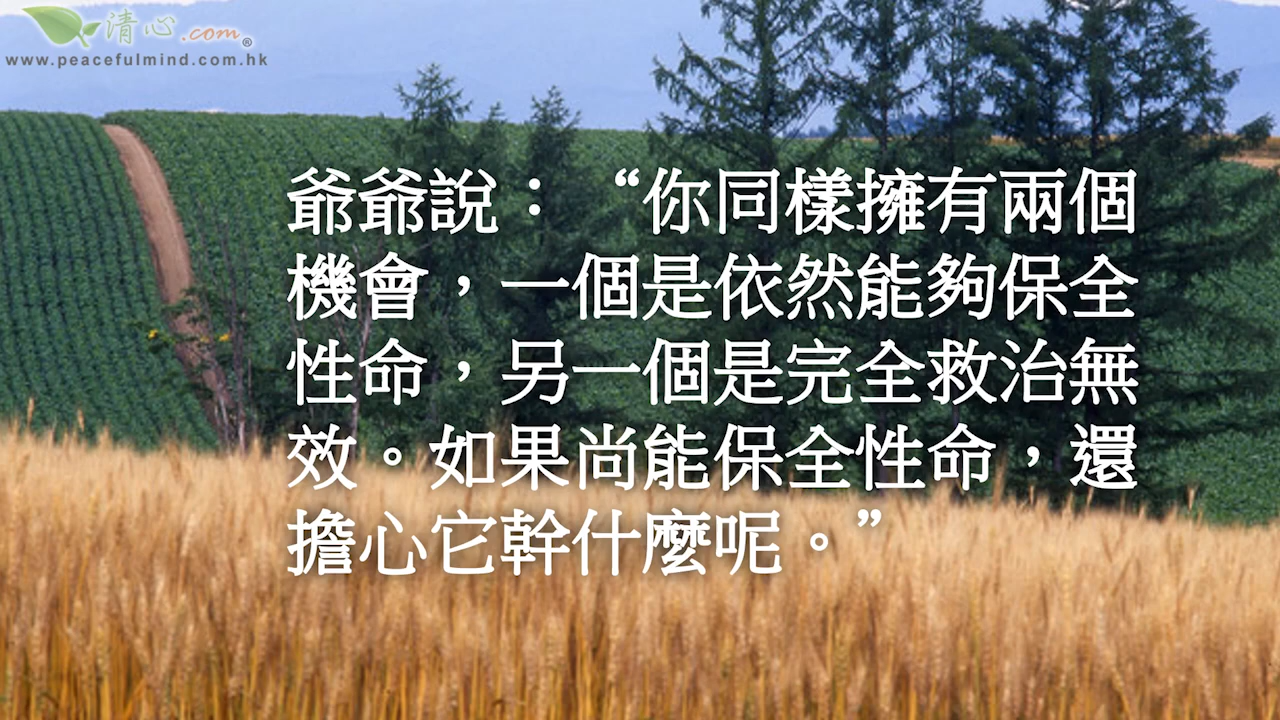 清心.com®
www.peacefulmind.com.hk
爺爺說：“你同樣擁有兩個
機會，一個是依然能夠保全
性命，另一個是完全救治無
效。如果尚能保全性命，還
擔心它幹什麼呢。”